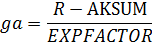 ga = R − AKSUM / EXPFACTOR